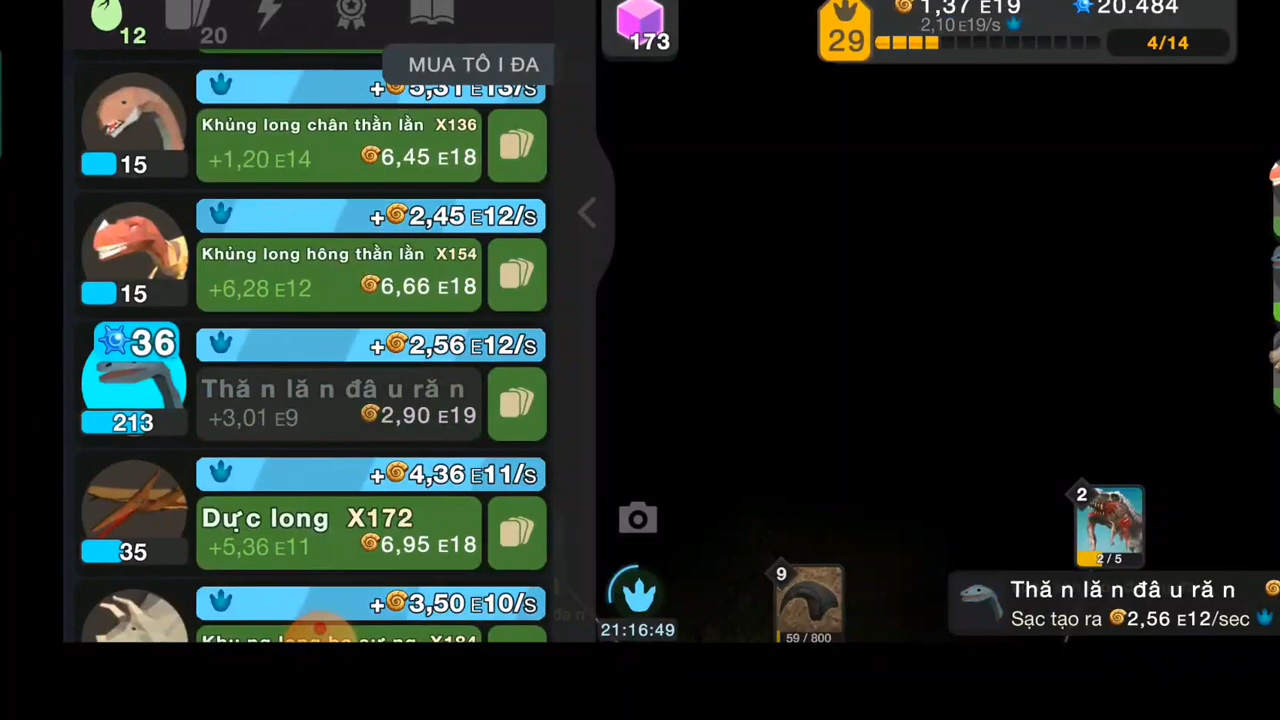 12
20
MUA TÔ I ĐA
+5,31 E13/S
Khủng long chân thằn lằn X136
+1,20 E14 6,45 E18
15
+2,45 E12/S
Khủng long hông thằn lằn X154
+6,28 E12 6,66 E18
15
36
+2,56 E12/S
Thă n lă n đâ u ră n
+3,01 E9 2,90 E19
213
+4,36 E11/S
Dực long X172
+5,36 E11 6,95 E18
35
+3,50 E10/S
X184
173
29
1,37 E19
2,10 E19/s
20.484
4/14
2
2 / 5
9
59 / 800
21:16:49
Thă n lă n đâ u ră n
Sạc tạo ra 2,56 E12/sec